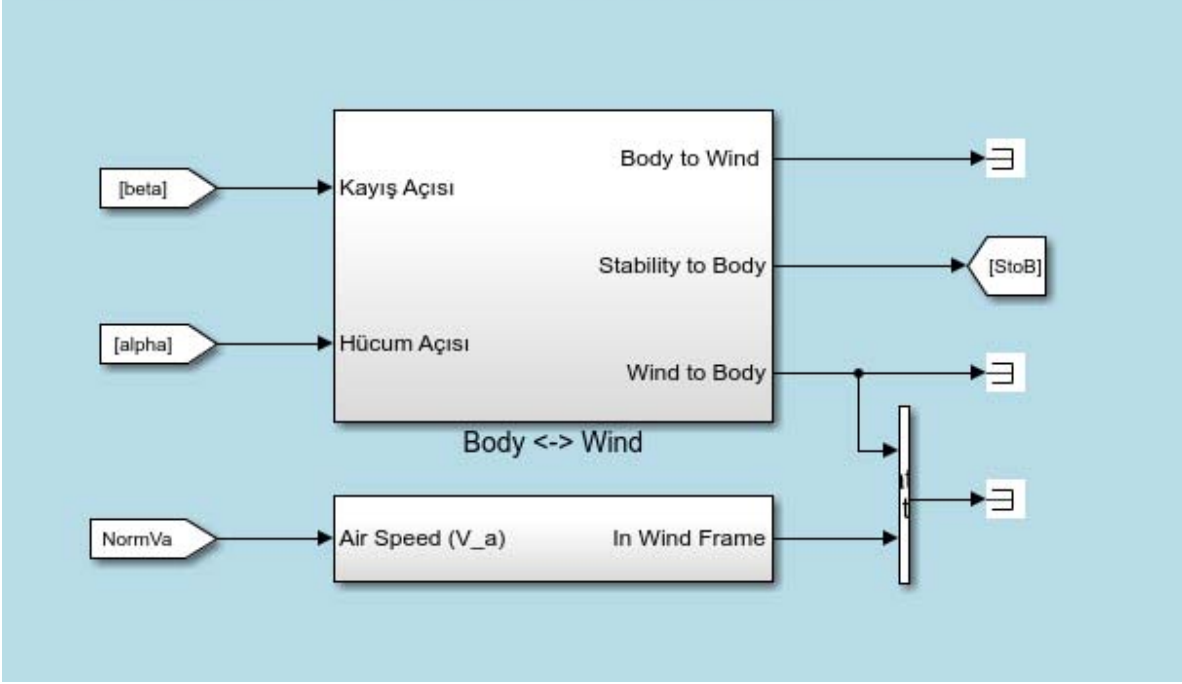 Body to Wind
[beta]
Kayış Açısı
Stability to Body
[StoB]
[alpha]
Hücum Açısı
Wind to Body
Body <-> Wind
NormVa
Air Speed (V_a)
In Wind Frame